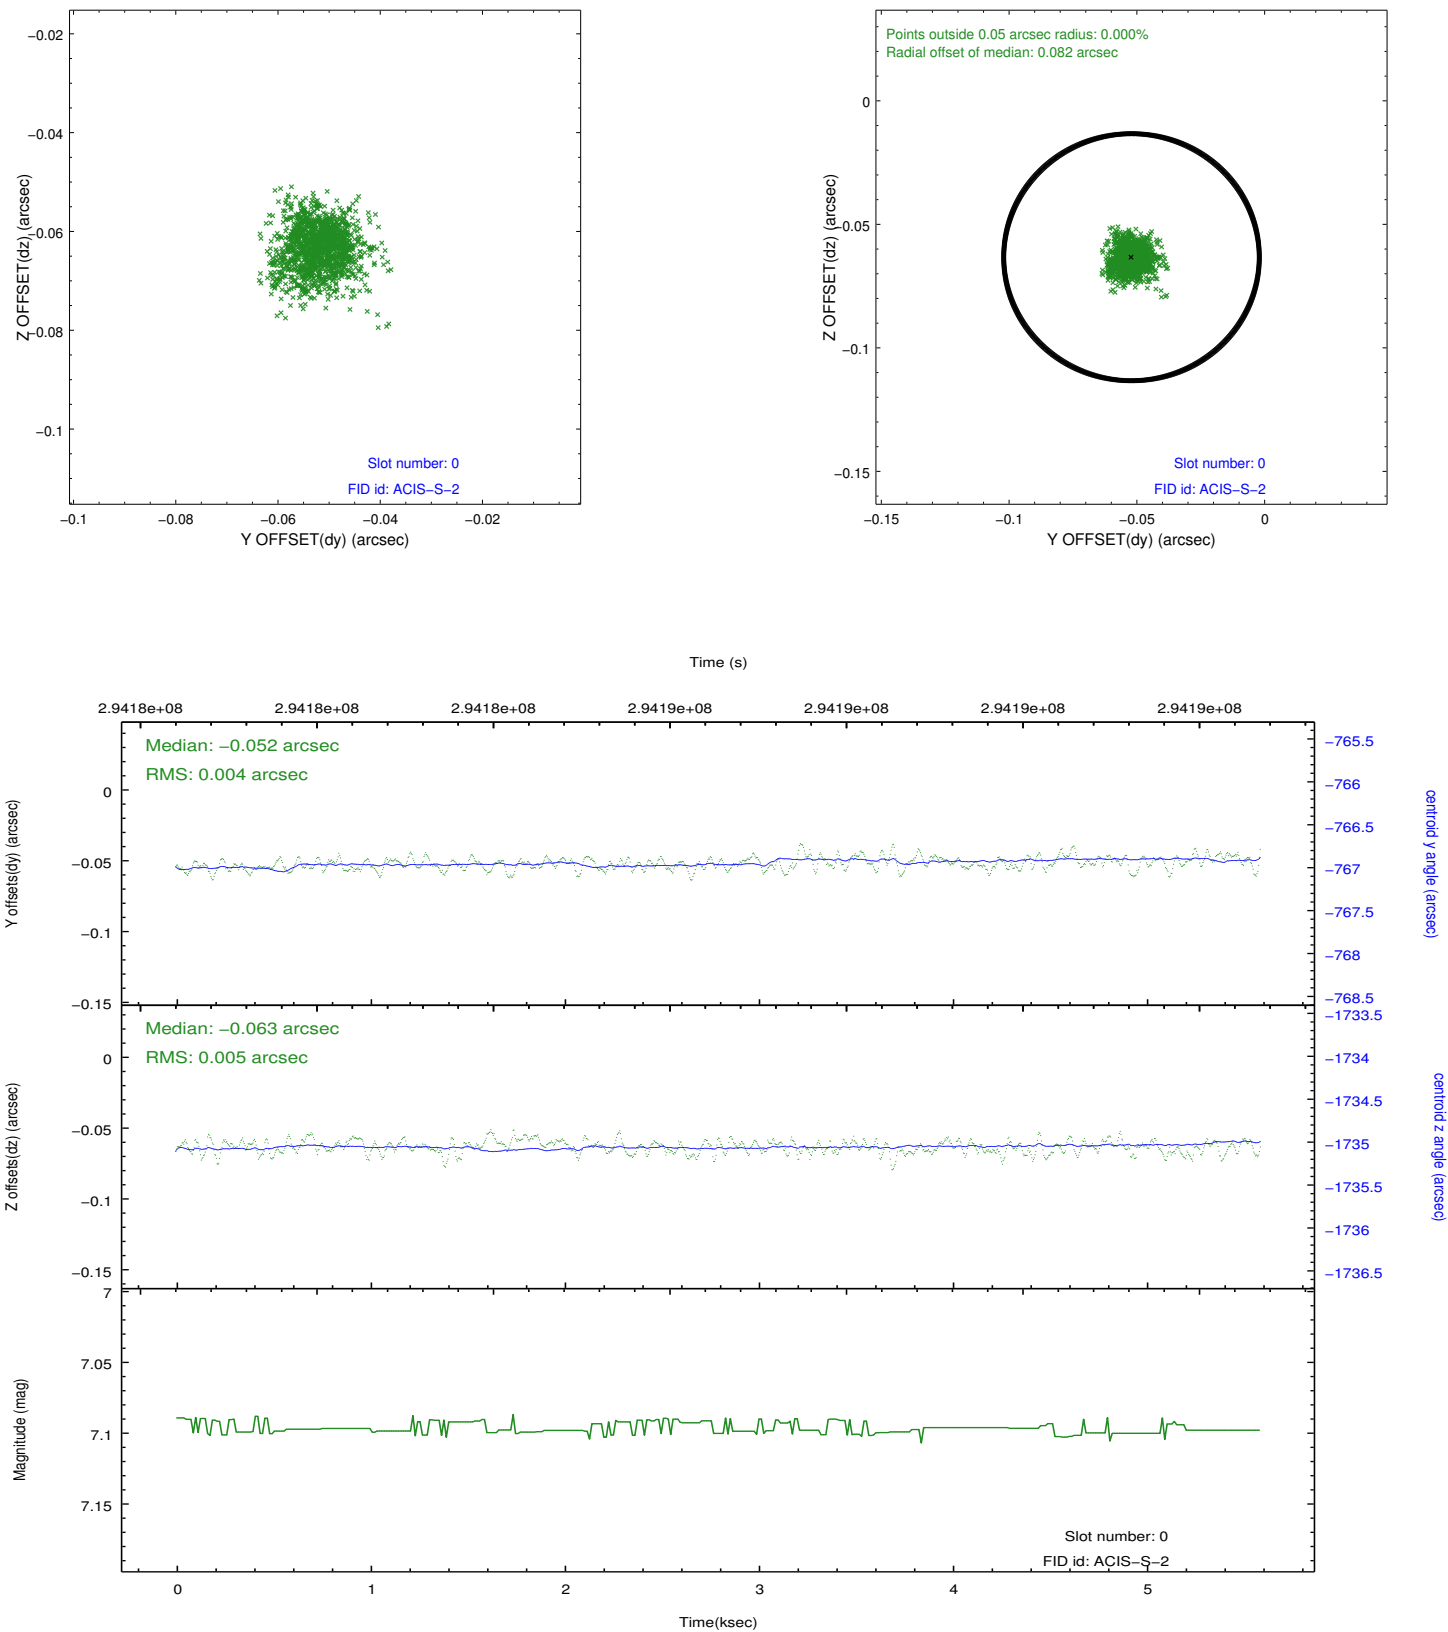 −0.02
−0.04
−0.06
−0.08
−0.1
Z OFFSET(dz) (arcsec)
Slot number: 0
FID id: ACIS−S−2
−0.1 −0.08 −0.06 −0.04 −0.02
Y OFFSET(dy) (arcsec)
Points outside 0.05 arcsec radius: 0.000%
Radial offset of median: 0.082 arcsec
0
−0.05
−0.1
−0.15
Z OFFSET(dz) (arcsec)
Slot number: 0
FID id: ACIS−S−2
−0.15 −0.1 −0.05 0
Y OFFSET(dy) (arcsec)
Time (s)
2.9418e+08 2.9418e+08 2.9418e+08 2.9419e+08 2.9419e+08 2.9419e+08 2.9419e+08
Median: −0.052 arcsec
RMS: 0.004 arcsec
0
−0.05
−0.1
−0.15
Y offsets(dy) (arcsec)
−765.5
−766
−766.5
−767
−767.5
−768
−768.5
centroid y angle (arcsec)
Median: −0.063 arcsec
RMS: 0.005 arcsec
0
−0.05
−0.1
−0.15
Z offsets(dz) (arcsec)
−1733.5
−1734
−1734.5
−1735
−1735.5
−1736
−1736.5
centroid z angle (arcsec)
7
7.05
7.1
7.15
Magnitude (mag)
Slot number: 0
FID id: ACIS−S−2
0 1 2 3 4 5
Time(ksec)